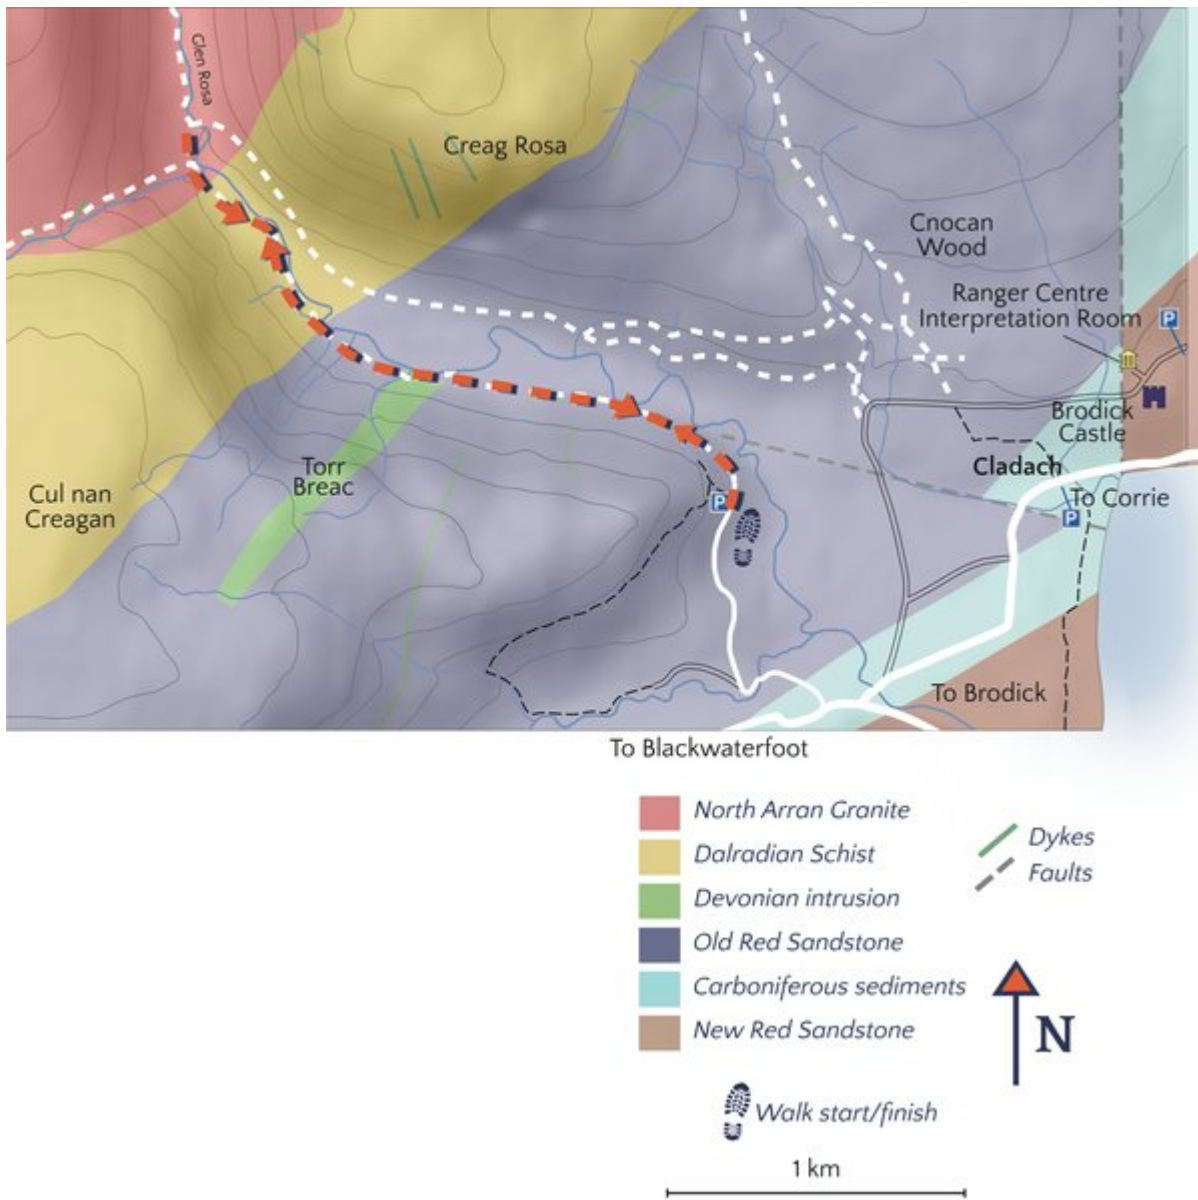 Glen Rosa
Creag Rosa
Cnocan
Wood
Ranger Centre
Interpretation Room
P
Brodick
Castle
Cladach
Torr
Breac
Cul nan
Creagan
P
To Corrie
P
To Brodick
To Blackwaterfoot
North Arran Granite
Dalradian Schist
Devonian intrusion
Old Red Sandstone
Carboniferous sediments
New Red Sandstone
Dykes
Faults
N
Walk start/finish
1 km